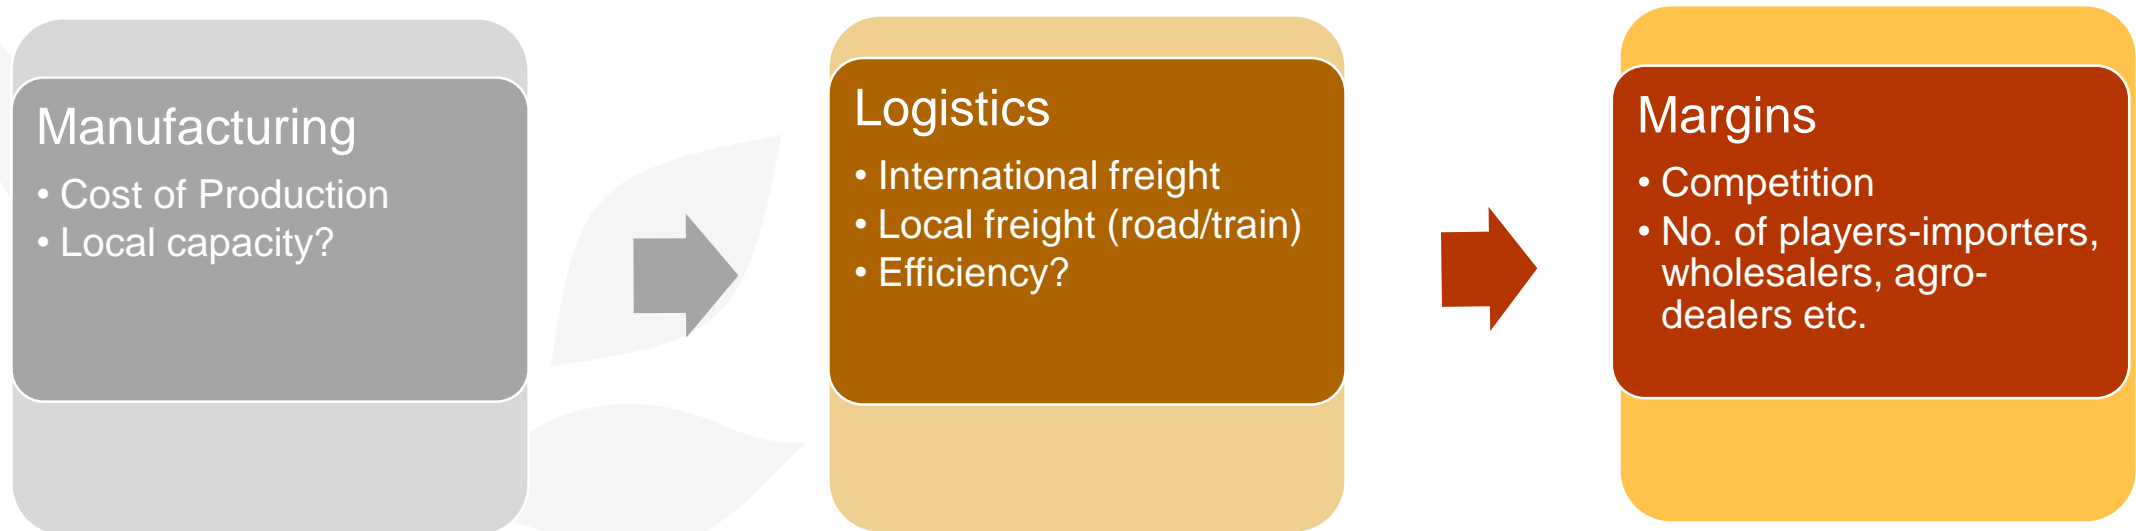 Manufacturing
• Cost of Production
• Local capacity?
Logistics
• International freight
• Local freight (road/train)
• Efficiency?
Margins
• Competition
• No. of players-importers,
wholesalers, agro-
dealers etc.